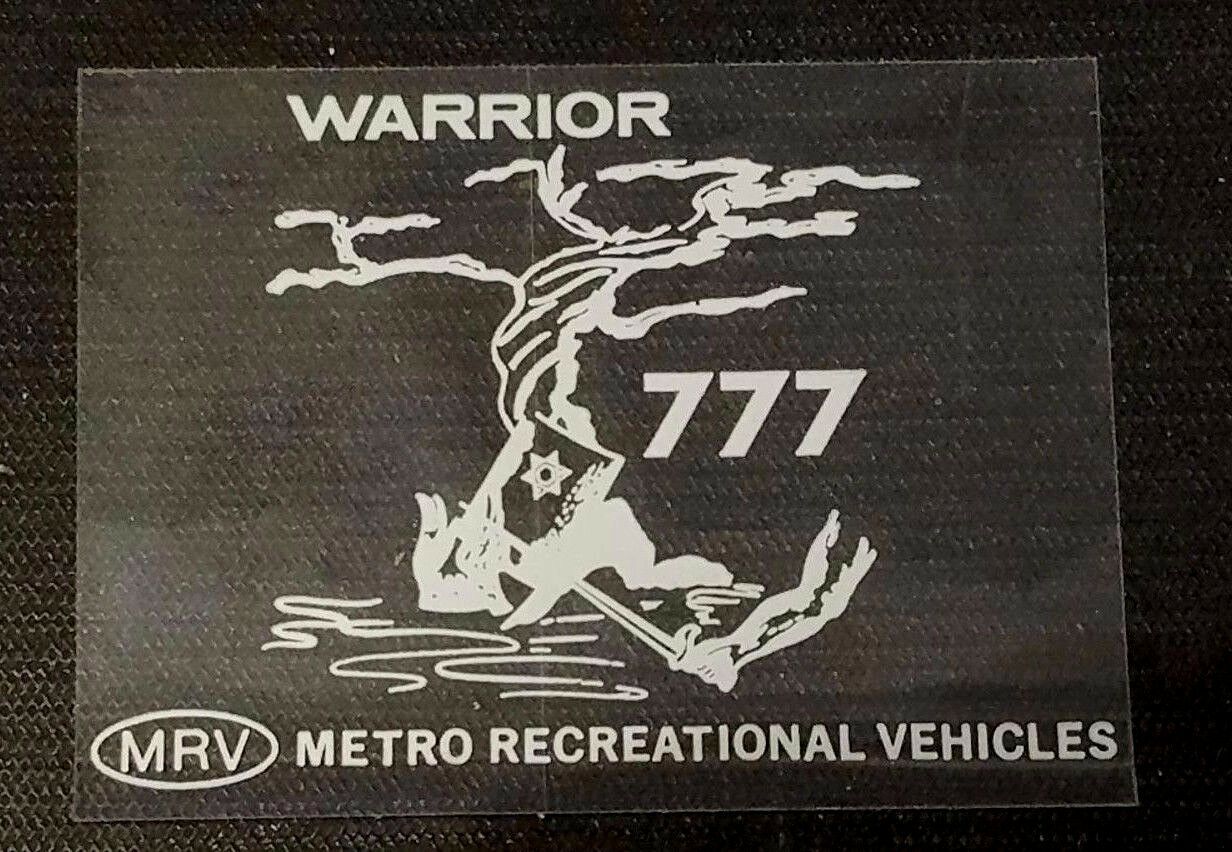 WARRIOR
777
MRV METRO RECREATIONAL VEHICLES